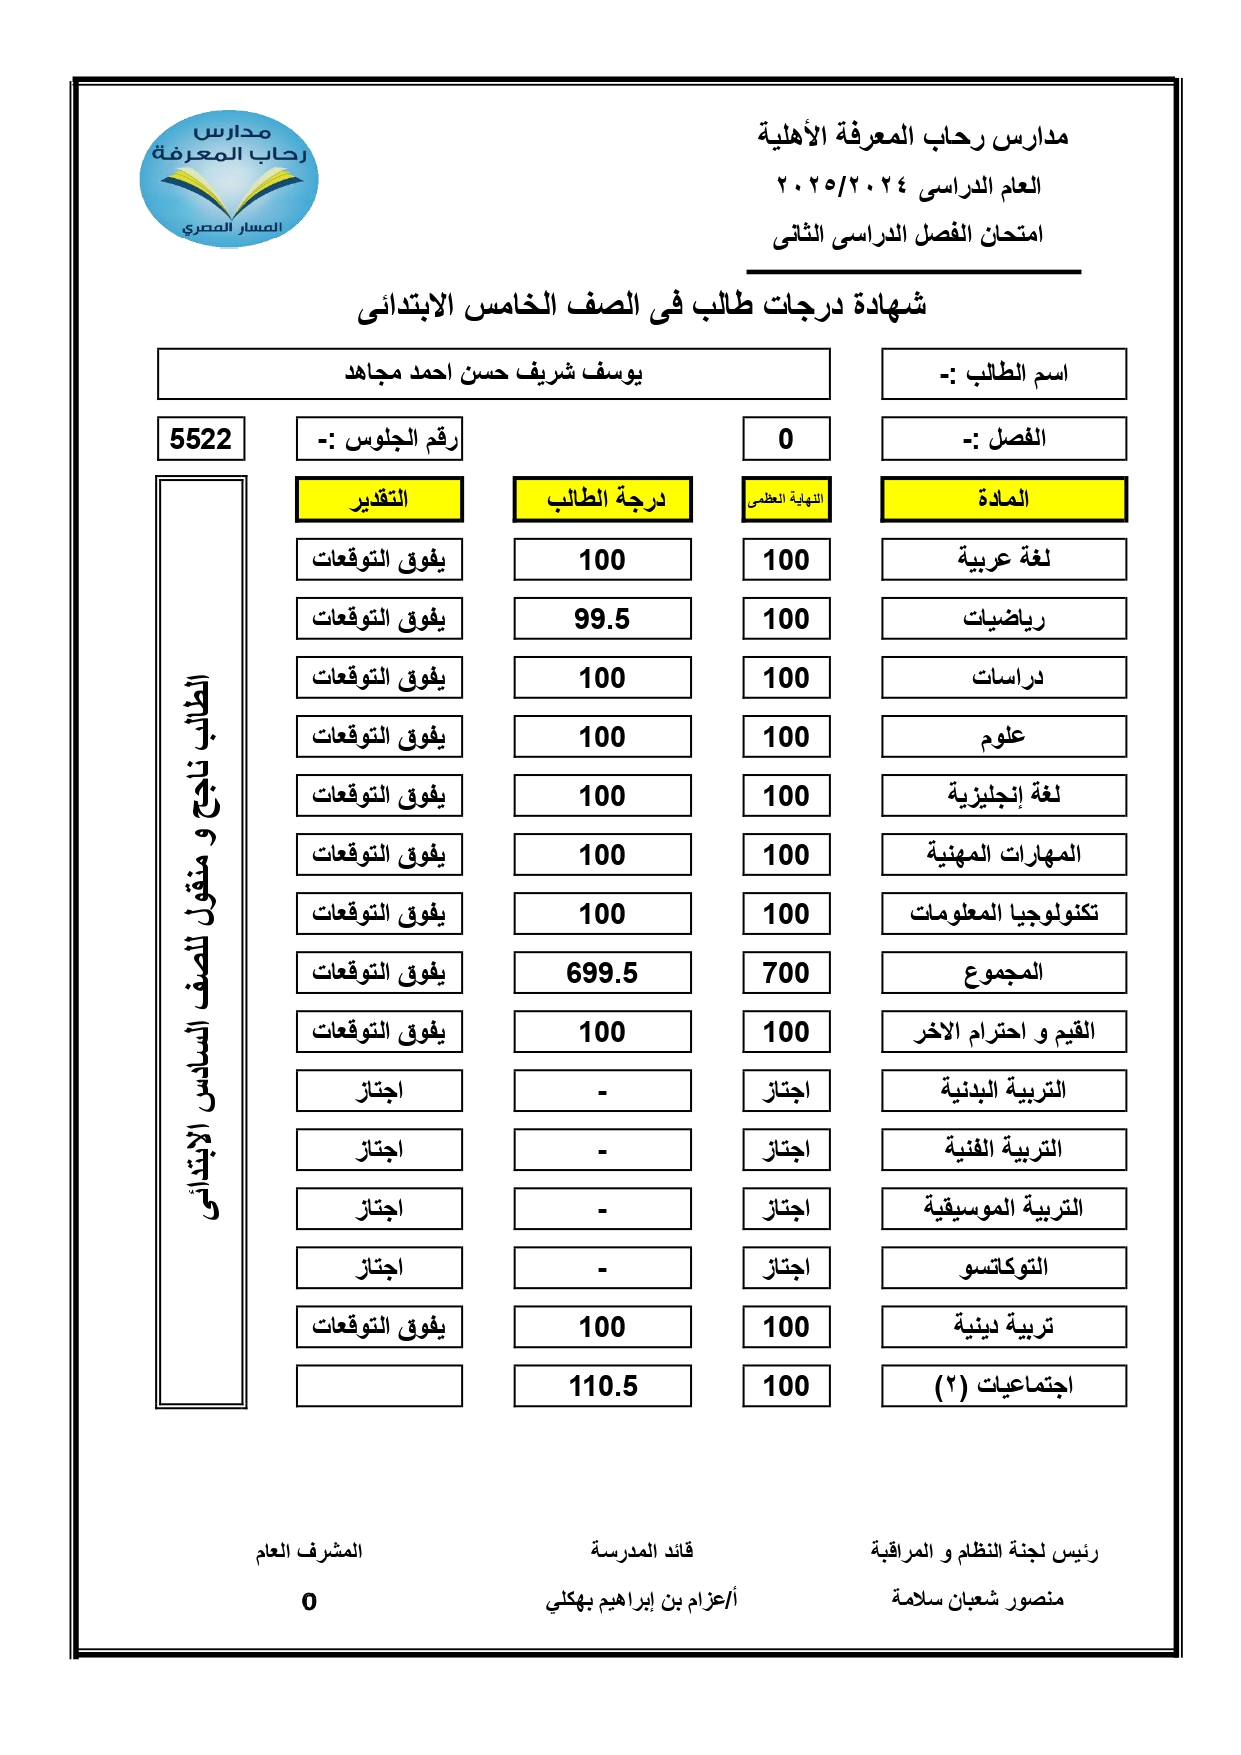 مدارس رحاب المعرفة الأهلية
العام الدراسى ٢٠٢٥/٢٠٢٤
امتحان الفصل الدراسى الثانى
مدارس
رحاب المعرفة
المسار المصري
شهادة درجات طالب فى الصف الخامس الابتدائى
اسم الطالب :- يوسف شريف حسن احمد مجاهد
الفصل :- 0 رقم الجلوس :- 5522
المادة النهاية العظمى درجة الطالب التقدير
لغة عربية 100 100 يفوق التوقعات
رياضيات 100 99.5 يفوق التوقعات
دراسات 100 100 يفوق التوقعات
علوم 100 100 يفوق التوقعات
لغة إنجليزية 100 100 يفوق التوقعات
المهارات المهنية 100 100 يفوق التوقعات
تكنولوجيا المعلومات 100 100 يفوق التوقعات
المجموع 700 699.5 يفوق التوقعات
القيم و احترام الاخر 100 100 يفوق التوقعات
التربية البدنية اجتاز - اجتاز
التربية الفنية اجتاز - اجتاز
التربية الموسيقية اجتاز - اجتاز
التوكاتسو اجتاز - اجتاز
تربية دينية 100 100 يفوق التوقعات
اجتماعيات (٢) 100 110.5
الطالب ناجح و منقول للصف السادس الابتدائى
رئيس لجنة النظام و المراقبة قائد المدرسة المشرف العام
منصور شعبان سلامة أ/عزام بن إبراهيم بهكلي 0